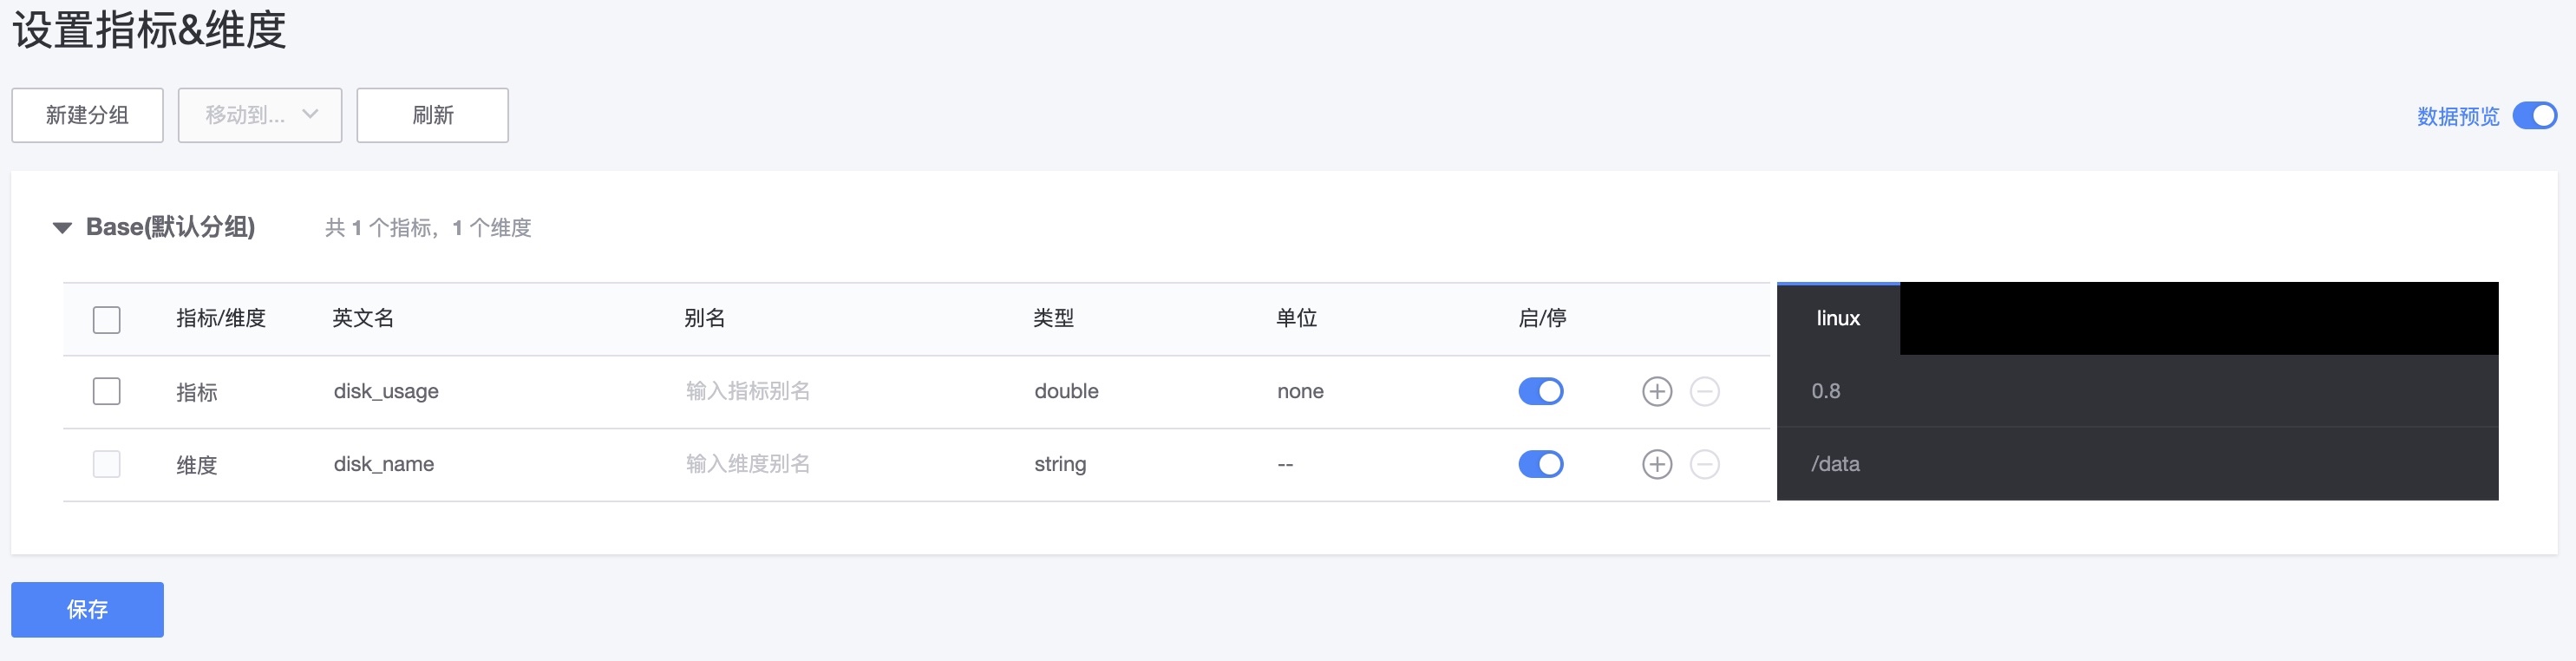 设置指标&维度
新建分组 移动到... 刷新 数据预览
Base(默认分组) 共 1 个指标，1 个维度
指标/维度 英文名 别名 类型 单位 启/停 linux
指标 disk_usage 输入指标别名 double none 0.8
维度 disk_name 输入维度别名 string -- /data
保存